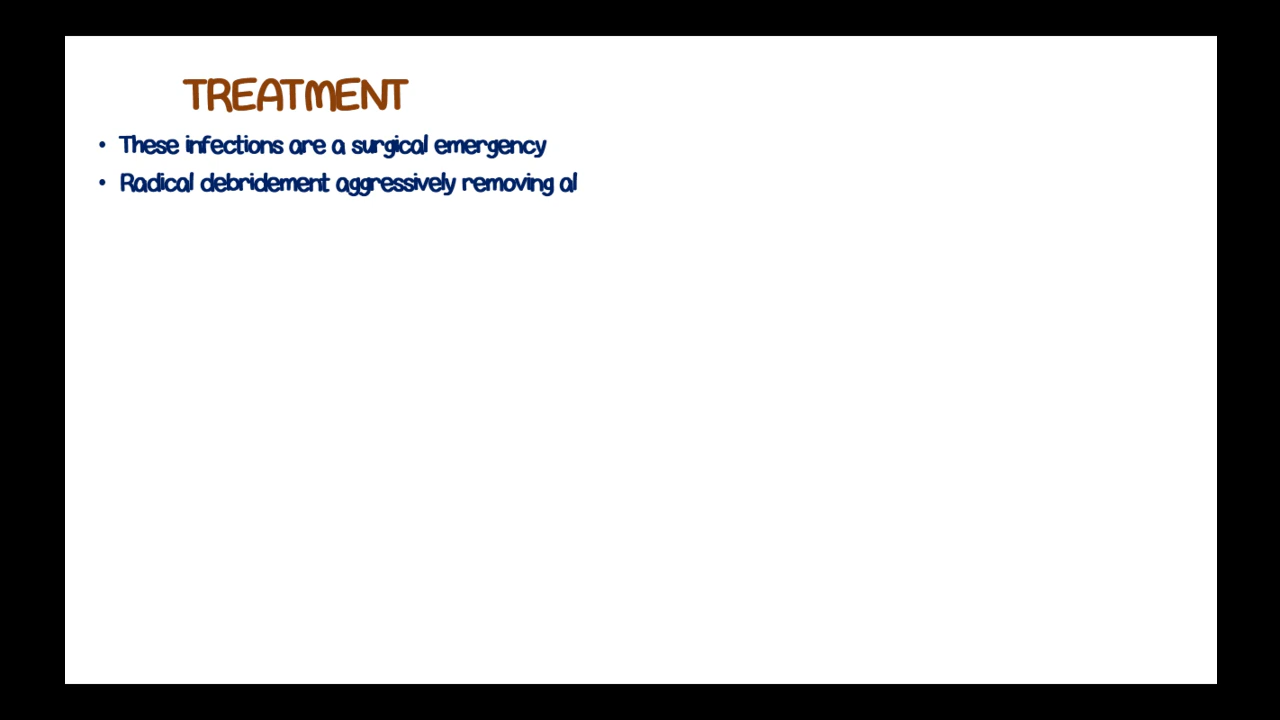 TREATMENT
• These infections are a surgical emergency
• Radical debridement aggressively removing al